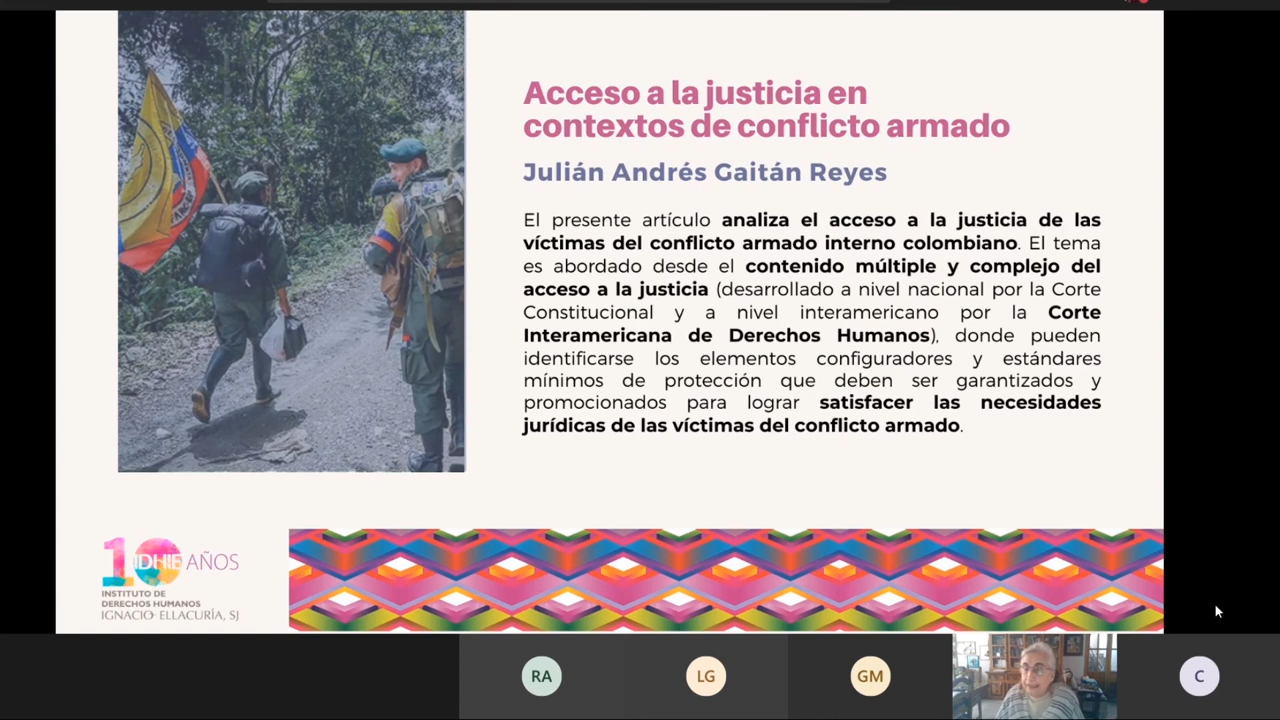 Acceso a la justicia en
contextos de conflicto armado
Julián Andrés Gaitán Reyes
El presente artículo analiza el acceso a la justicia de las
víctimas del conflicto armado interno colombiano. El tema
es abordado desde el contenido múltiple y complejo del
acceso a la justicia (desarrollado a nivel nacional por la Corte
Constitucional y a nivel interamericano por la Corte
Interamericana de Derechos Humanos), donde pueden
identificarse los elementos configuradores y estándares
mínimos de protección que deben ser garantizados y
promocionados para lograr satisfacer las necesidades
jurídicas de las víctimas del conflicto armado.
10 IDHIE AÑOS
INSTITUTO DE
DERECHOS HUMANOS
IGNACIO ELLACURÍA, SJ
RA
LG
GM
C